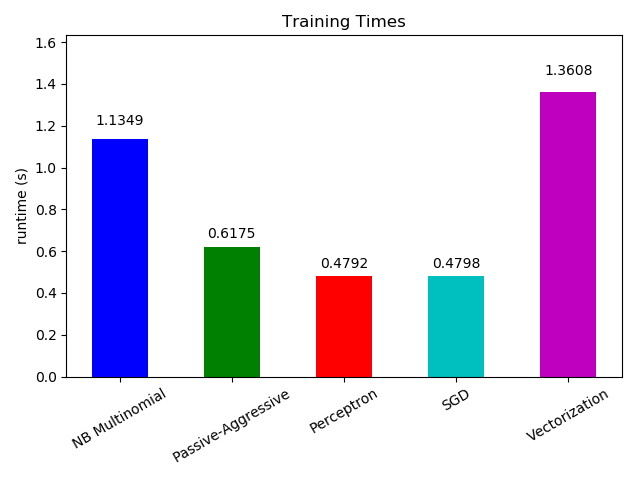 Training Times
runtime (s)
1.6
1.4
1.2
1.0
0.8
0.6
0.4
0.2
0.0
1.1349
0.6175
0.4792
0.4798
1.3608
NB Multinomial
Passive-Aggressive
Perceptron
SGD
Vectorization